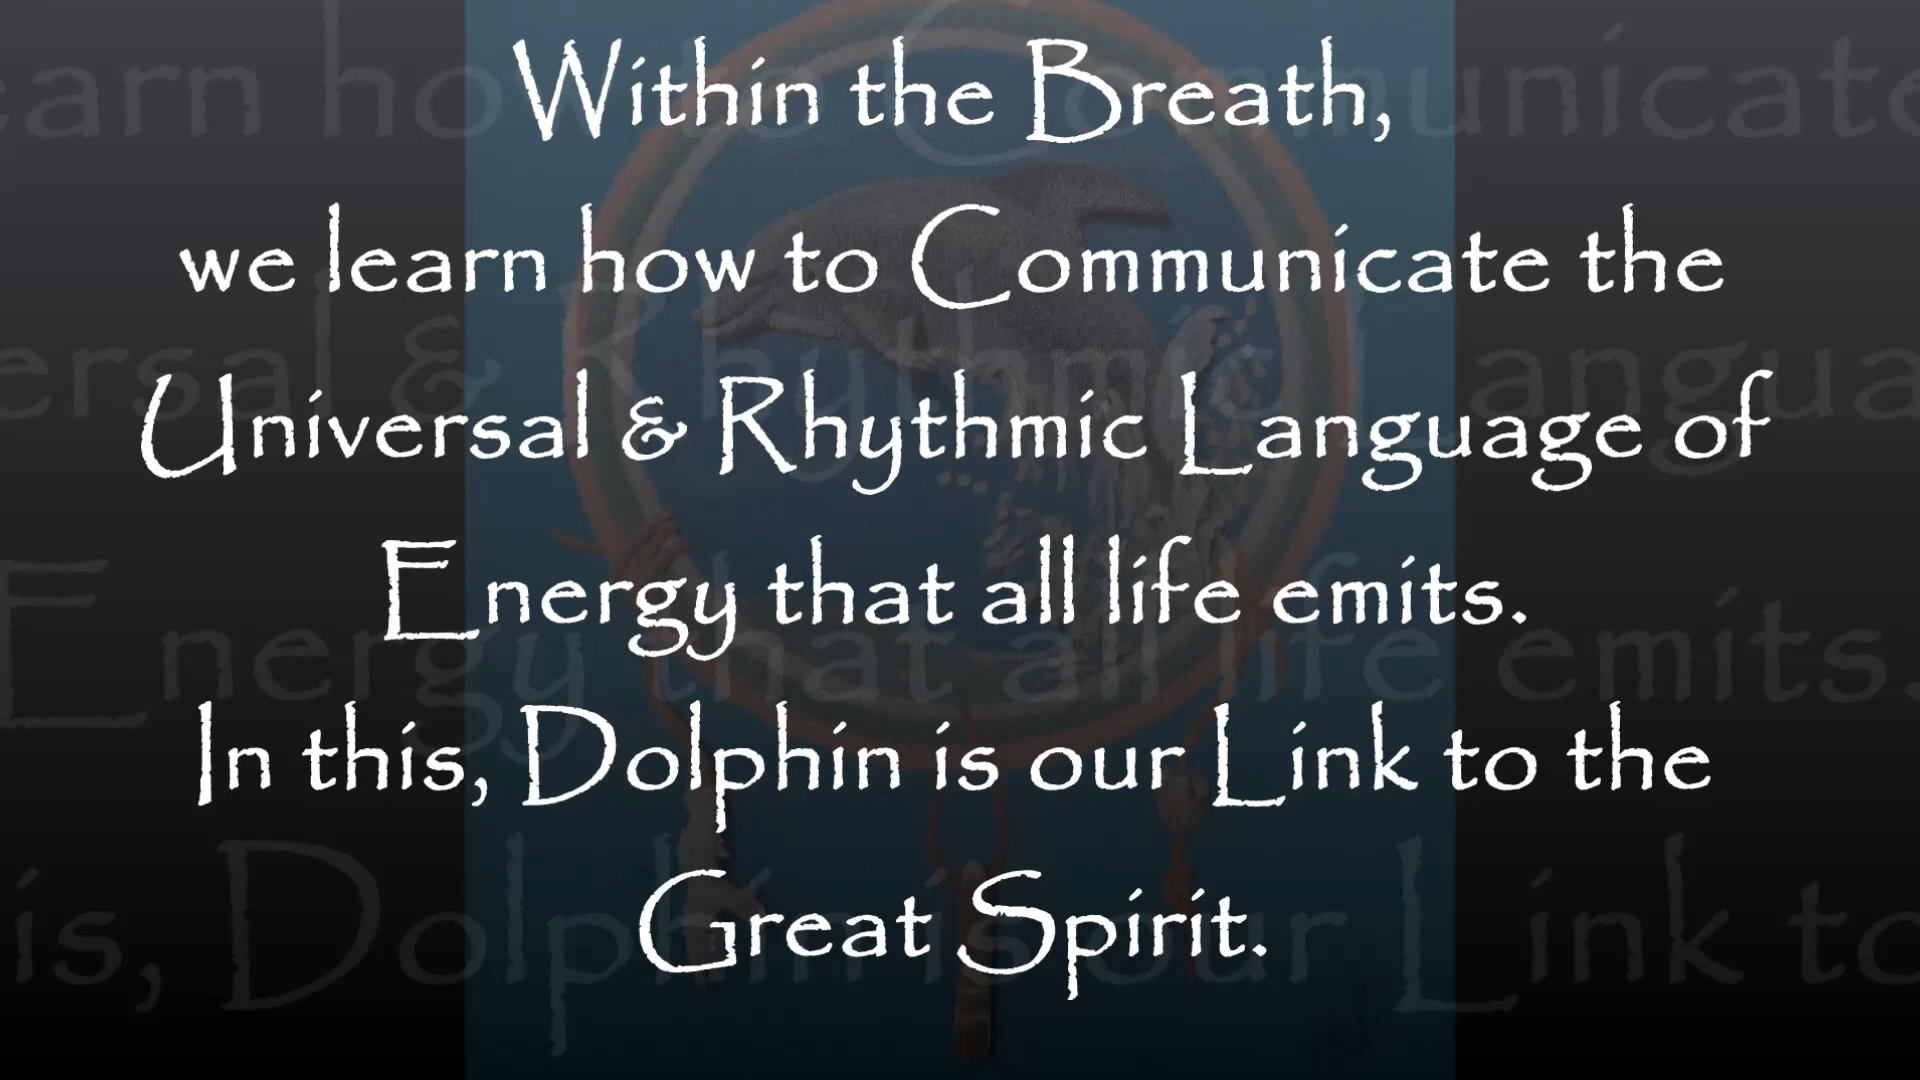 Within the Breath,
we learn how to Communicate the
Universal & Rhythmic Language of
Energy that all life emits.
In this, Dolphin is our Link to the
Great Spirit.